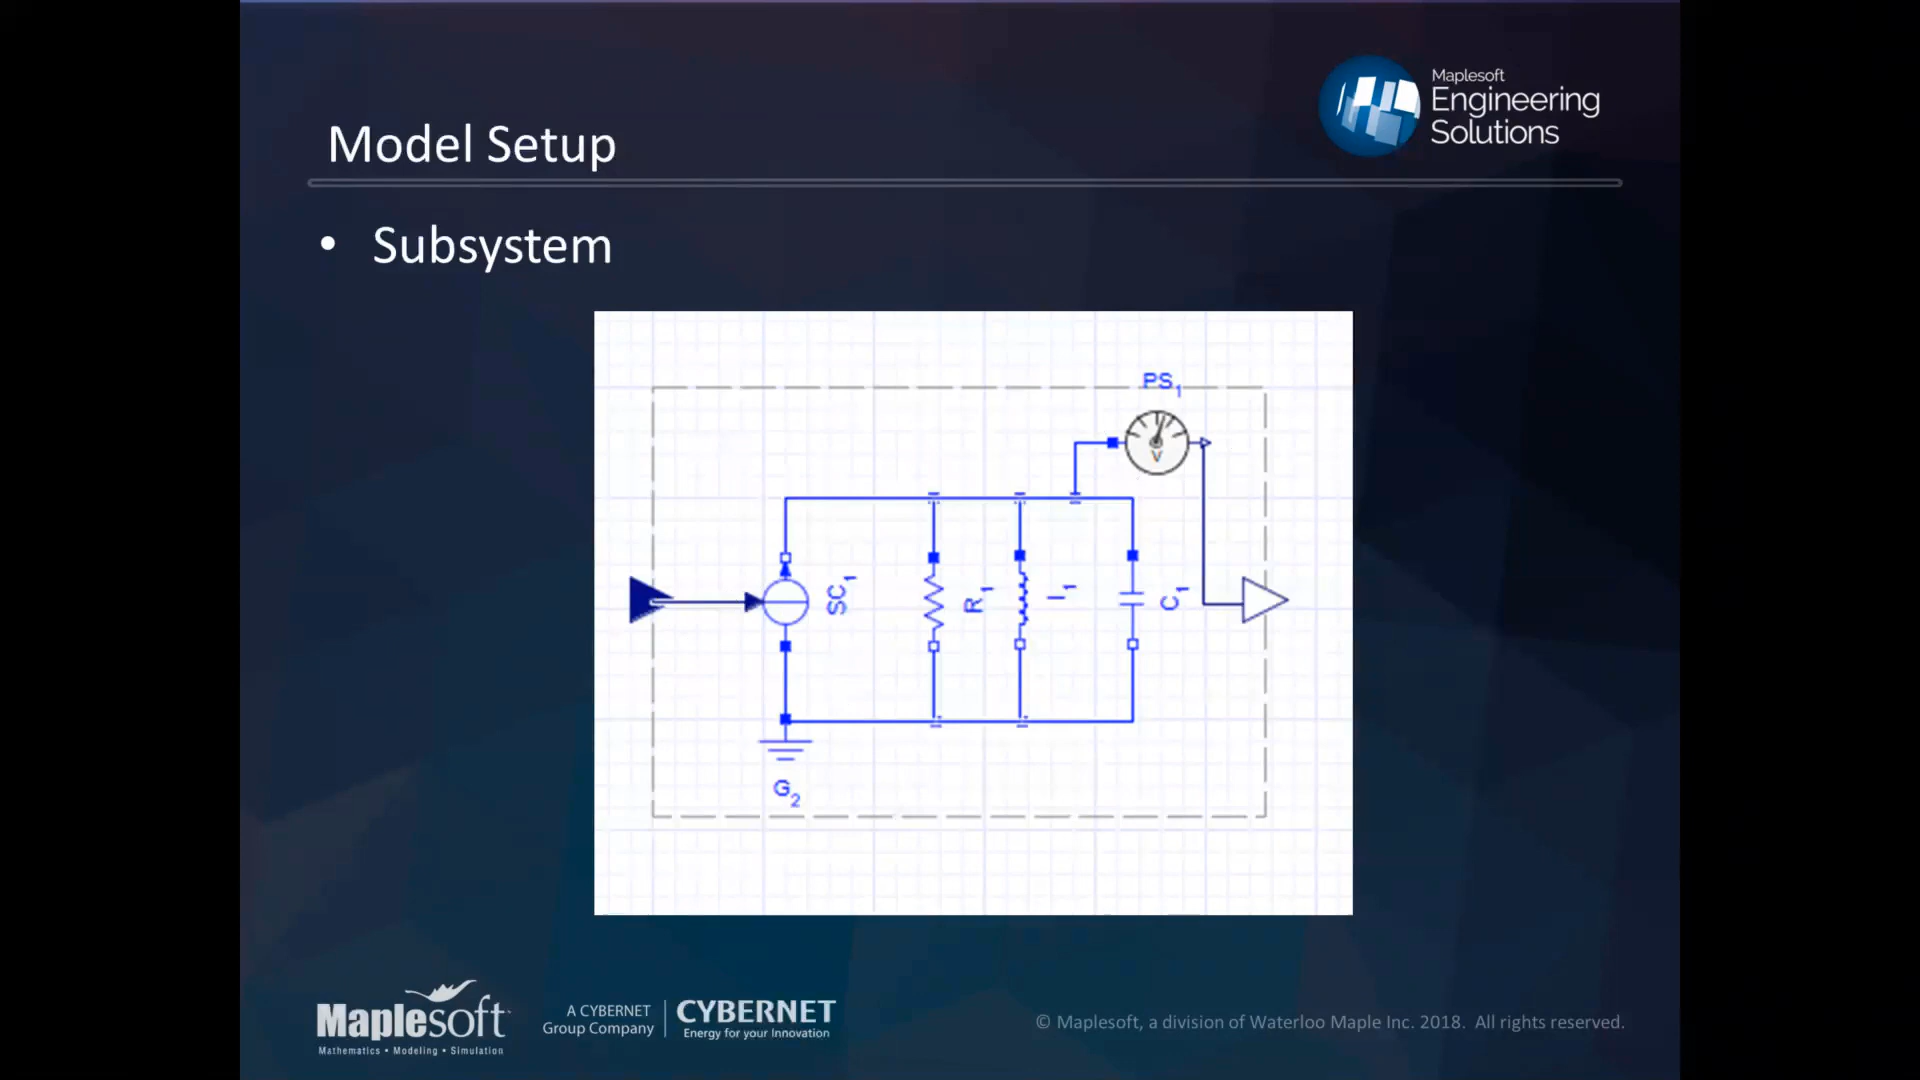 Maplesoft
Engineering
Solutions
Model Setup
• Subsystem
PS1
V
SC1
R1
I1
C1
G2
Maplesoft
Mathematics • Modeling • Simulation
A CYBERNET
Group Company
CYBERNET
Energy for your Innovation
© Maplesoft, a division of Waterloo Maple Inc. 2018. All rights reserved.